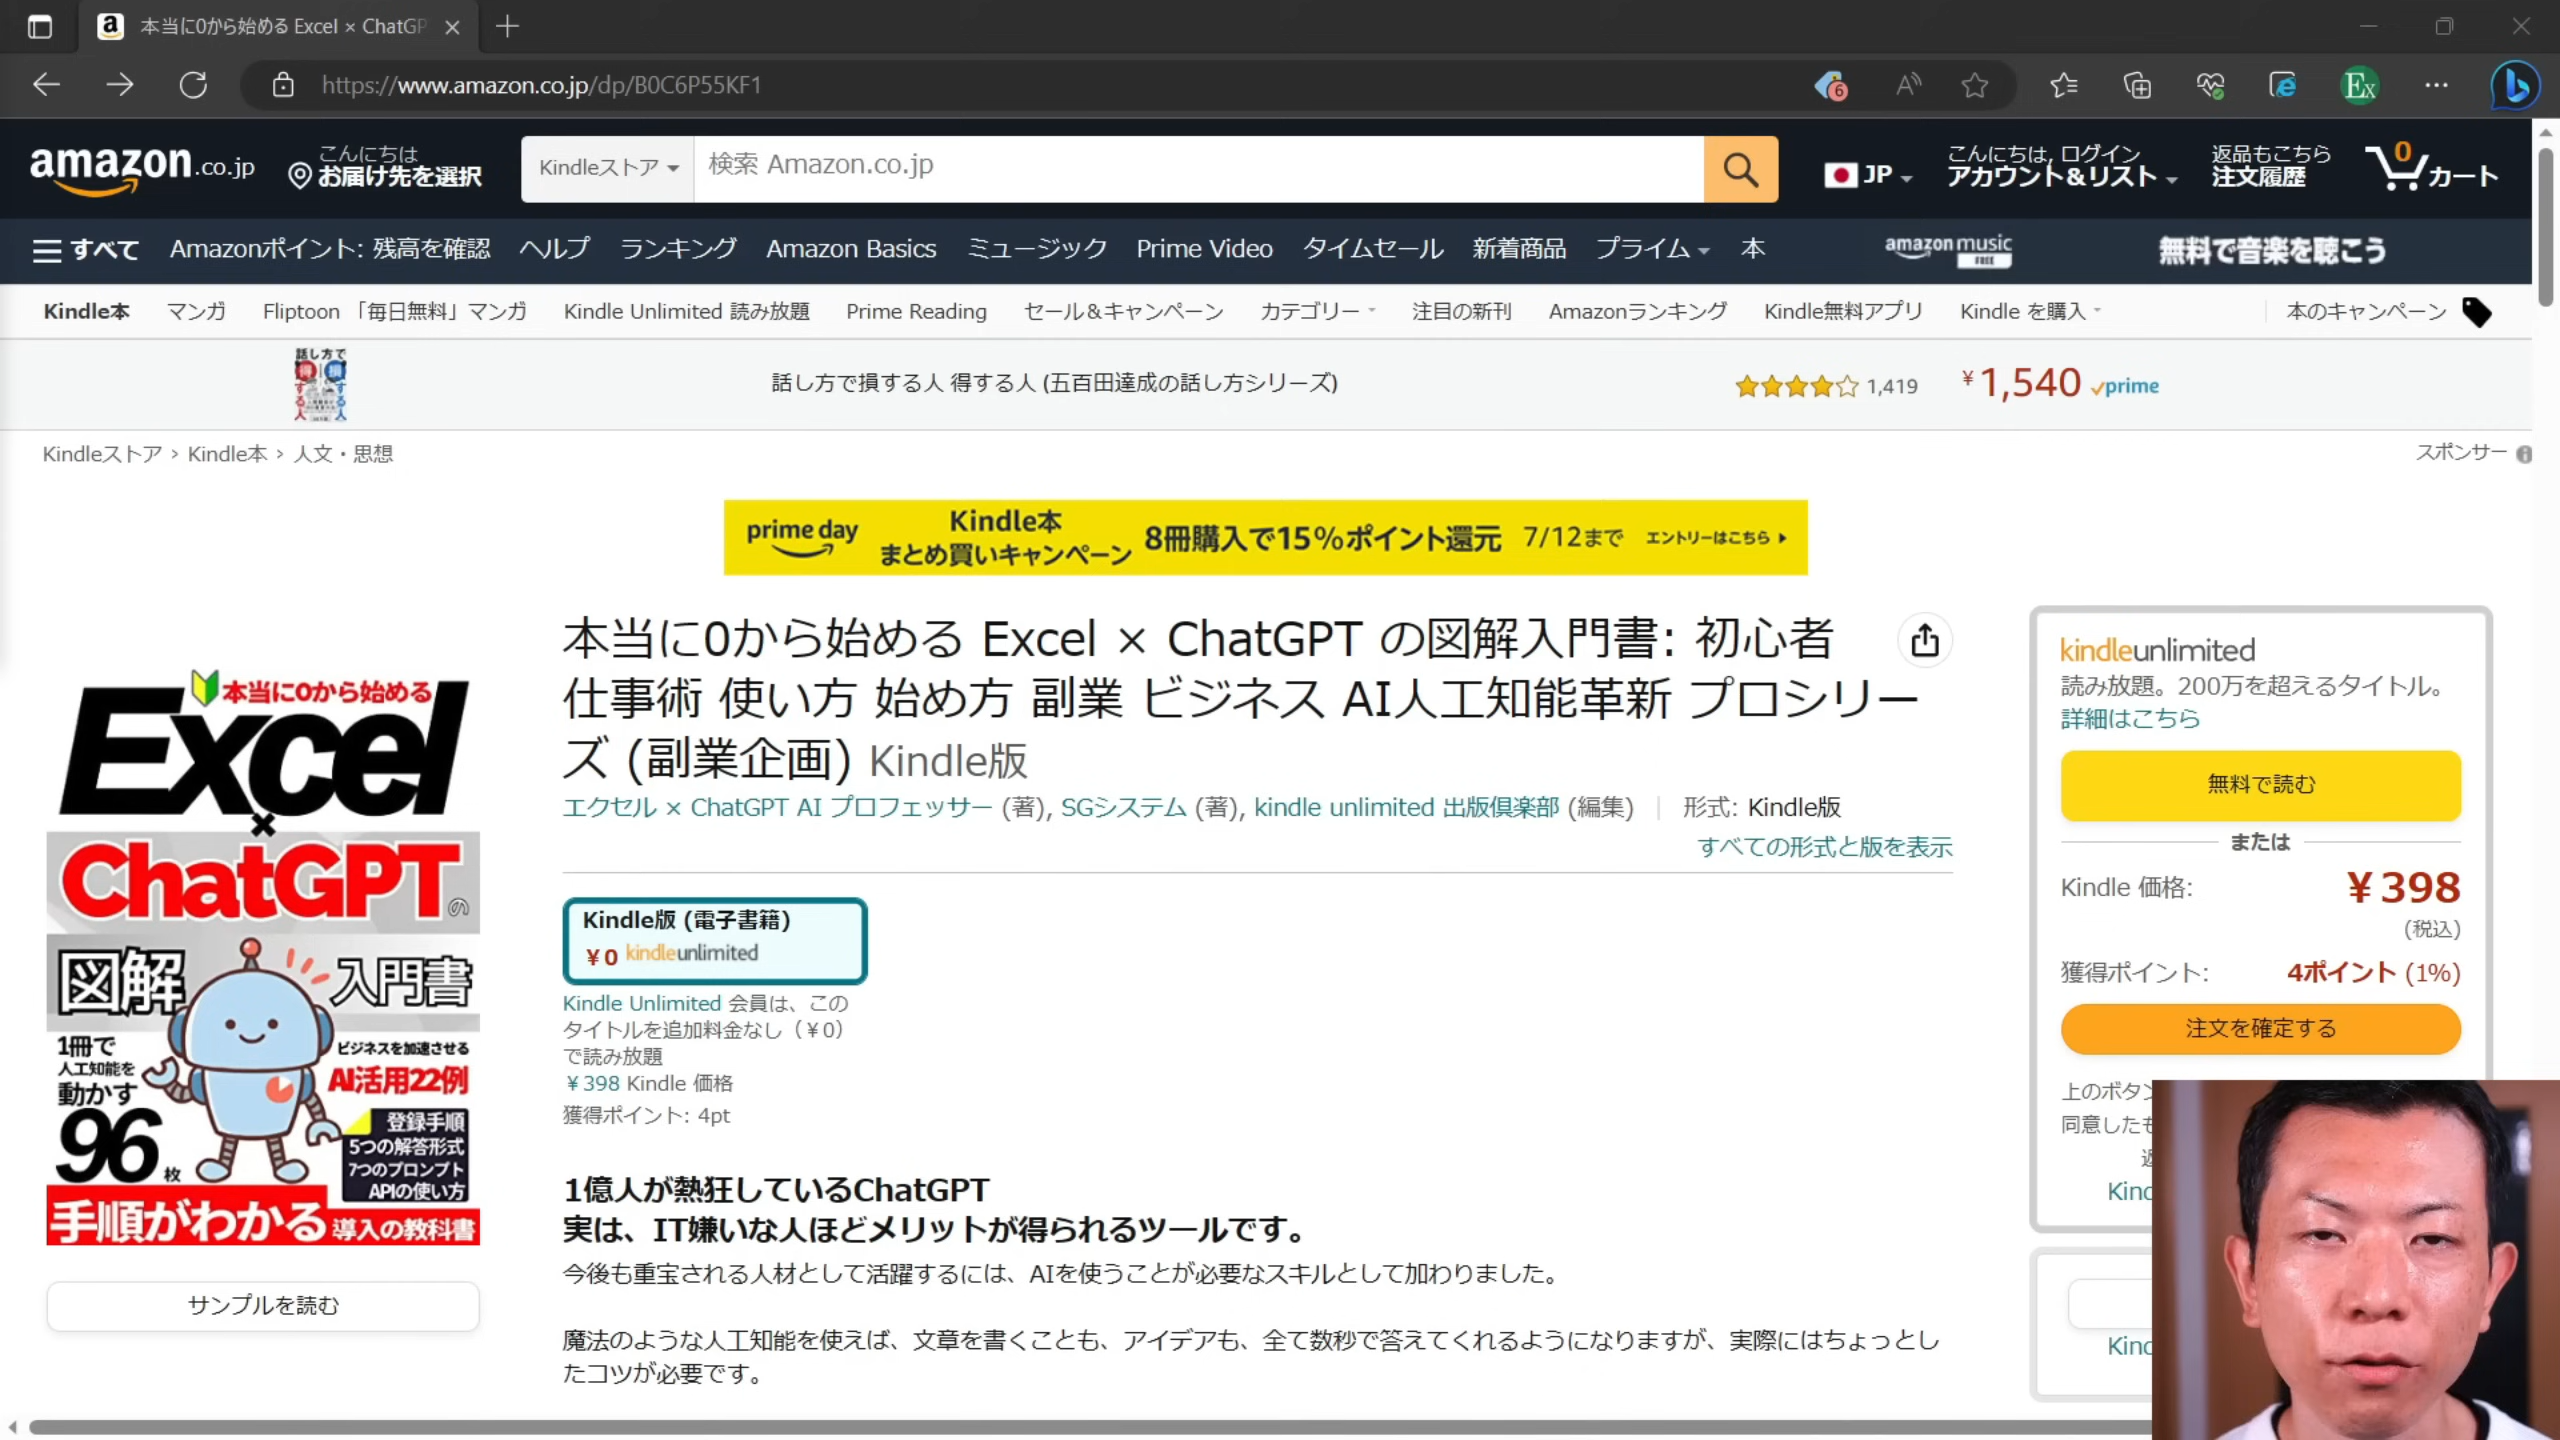 本当に0から始める Excel × ChatGP
https://www.amazon.co.jp/dp/B0C6P55KF1
6
A
Ex
amazon.co.jp
こんにちは
お届け先を選択
Kindleストア
検索 Amazon.co.jp
JP
こんにちは, ログイン
アカウント&リスト
返品もこちら
注文履歴
0
カート
すべて
Amazonポイント: 残高を確認
ヘルプ
ランキング
Amazon Basics
ミュージック
Prime Video
タイムセール
新着商品
プライム
本
amazon music
FREE
無料で音楽を聴こう
Kindle本
マンガ
Fliptoon 「毎日無料」マンガ
Kindle Unlimited 読み放題
Prime Reading
セール&キャンペーン
カテゴリー
注目の新刊
Amazonランキング
Kindle無料アプリ
Kindle を購入
本のキャンペーン
話し方で
得 損
する人 する人
話し方で損する人 得する人 (五百田達成の話し方シリーズ)
1,419
¥1,540 prime
Kindleストア › Kindle本 › 人文・思想
スポンサー
prime day
Kindle本
まとめ買いキャンペーン
8冊購入で15%ポイント還元
7/12まで
エントリーはこちら
本当に0から始める
Excel
×
ChatGPTの
図解 入門書
1冊で
人工知能を
動かす
96枚
ビジネスを加速させる
AI活用22例
登録手順
5つの解答形式
7つのプロンプト
APIの使い方
手順がわかる 導入の教科書
サンプルを読む
本当に0から始める Excel × ChatGPT の図解入門書: 初心者
仕事術 使い方 始め方 副業 ビジネス AI人工知能革新 プロシリー
ズ (副業企画) Kindle版
エクセル × ChatGPT AI プロフェッサー (著), SGシステム (著), kindle unlimited 出版倶楽部 (編集) | 形式: Kindle版
すべての形式と版を表示
Kindle版 (電子書籍)
¥0 kindleunlimited
Kindle Unlimited 会員は、この
タイトルを追加料金なし（¥0）
で読み放題
¥398 Kindle 価格
獲得ポイント: 4pt
1億人が熱狂しているChatGPT
実は、IT嫌いな人ほどメリットが得られるツールです。
今後も重宝される人材として活躍するには、AIを使うことが必要なスキルとして加わりました。
魔法のような人工知能を使えば、文章を書くことも、アイデアも、全て数秒で答えてくれるようになりますが、実際にはちょっとし
たコツが必要です。
kindleunlimited
読み放題。200万を超えるタイトル。
詳細はこちら
無料で読む
または
Kindle 価格:
¥398
(税込)
獲得ポイント:
4ポイント (1%)
注文を確定する
上のボタン
同意したも
Kind
Kind